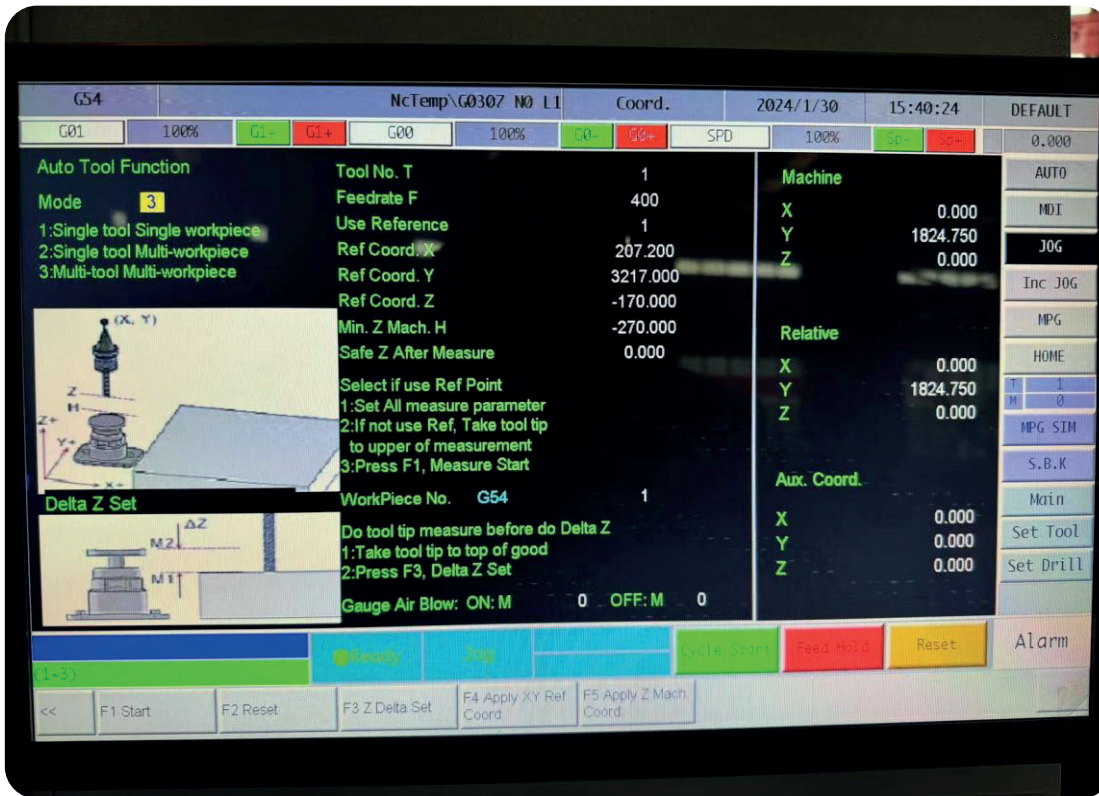 G54 NcTemp\G0307 N0 L1 Coord. 2024/1/30 15:40:24 DEFAULT
G01 100% G1- G1+ G00 100% G0- G0+ SPD 100% Sp- Sp+ 0.000
Auto Tool Function
Mode 3
1:Single tool Single workpiece
2:Single tool Multi-workpiece
3:Multi-tool Multi-workpiece
(X, Y)
Z
H
Z+
Y+
X+
Delta Z Set
ΔZ
M2
M1
Tool No. T 1
Feedrate F 400
Use Reference 1
Ref Coord. X 207.200
Ref Coord. Y 3217.000
Ref Coord. Z -170.000
Min. Z Mach. H -270.000
Safe Z After Measure 0.000
Select if use Ref Point
1:Set All measure parameter
2:If not use Ref, Take tool tip
to upper of measurement
3:Press F1, Measure Start
WorkPiece No. G54 1
Do tool tip measure before do Delta Z
1:Take tool tip to top of good
2:Press F3, Delta Z Set
Gauge Air Blow: ON: M 0 OFF: M 0
Machine
X 0.000
Y 1824.750
Z 0.000
Relative
X 0.000
Y 1824.750
Z 0.000
Aux. Coord.
X 0.000
Y 0.000
Z 0.000
AUTO
MDI
JOG
Inc JOG
MPG
HOME
T 1
M 0
MPG SIM
S.B.K
Main
Set Tool
Set Drill
Alarm
Ready Jog Cycle Start Feed Hold Reset
(1~3)
<< F1 Start F2 Reset F3 Z Delta Set F4 Apply XY Ref Coord. F5 Apply Z Mach. Coord.